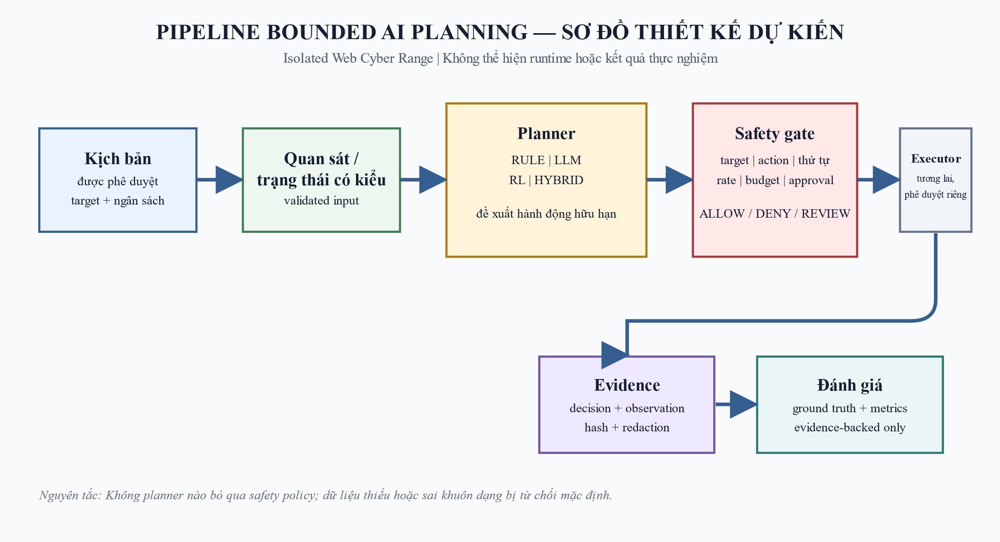 PIPELINE BOUNDED AI PLANNING — SƠ ĐỒ THIẾT KẾ DỰ KIẾN
Isolated Web Cyber Range | Không thể hiện runtime hoặc kết quả thực nghiệm
Kịch bản
được phê duyệt
target + ngân sách
Quan sát /
trạng thái có kiểu
validated input
Planner
RULE | LLM
RL | HYBRID
đề xuất hành động hữu hạn
Safety gate
target | action | thứ tự
rate | budget | approval
ALLOW / DENY / REVIEW
Executor
tương lai,
phê duyệt riêng
Evidence
decision + observation
hash + redaction
Đánh giá
ground truth + metrics
evidence-backed only
Nguyên tắc: Không planner nào bỏ qua safety policy; dữ liệu thiếu hoặc sai khuôn dạng bị từ chối mặc định.